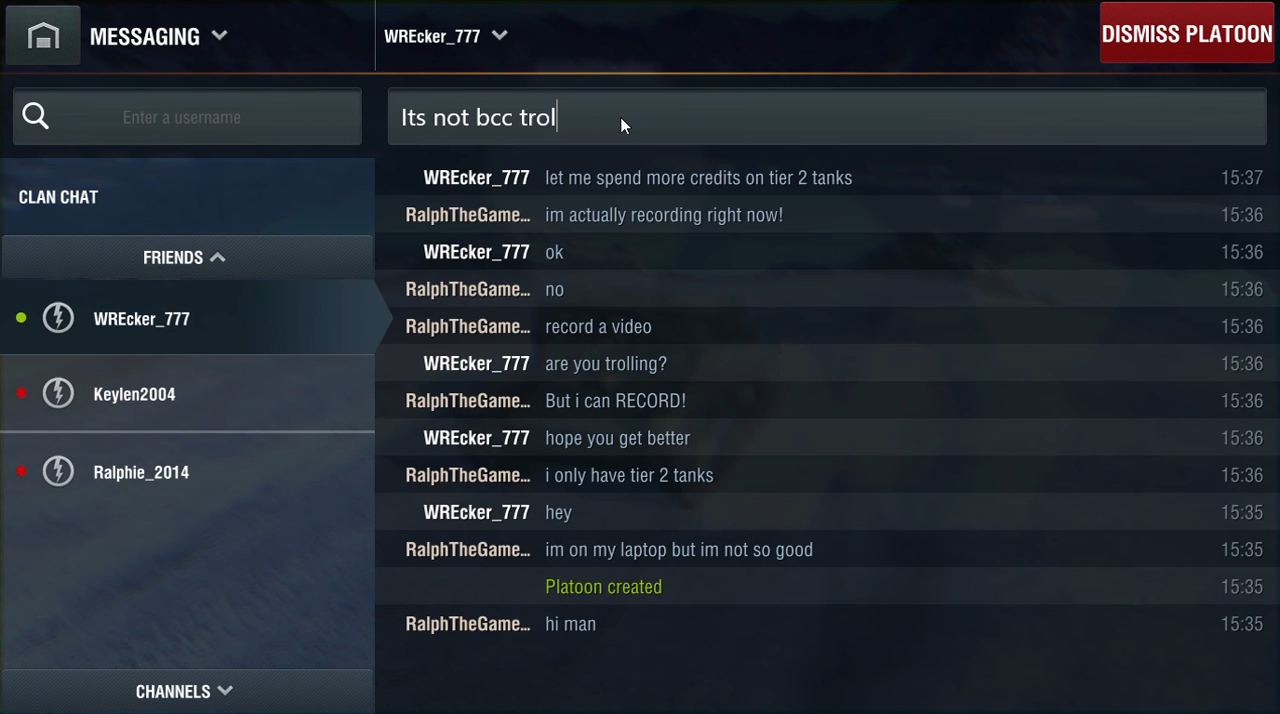 MESSAGING
WREcker_777
DISMISS PLATOON
Enter a username
Its not bcc trol
CLAN CHAT
FRIENDS
WREcker_777
Keylen2004
Ralphie_2014
CHANNELS
WREcker_777 let me spend more credits on tier 2 tanks 15:37
RalphTheGame... im actually recording right now! 15:36
WREcker_777 ok 15:36
RalphTheGame... no 15:36
RalphTheGame... record a video 15:36
WREcker_777 are you trolling? 15:36
RalphTheGame... But i can RECORD! 15:36
WREcker_777 hope you get better 15:36
RalphTheGame... i only have tier 2 tanks 15:36
WREcker_777 hey 15:35
RalphTheGame... im on my laptop but im not so good 15:35
Platoon created 15:35
RalphTheGame... hi man 15:35